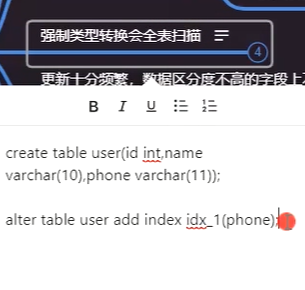 强制类型转换会全表扫描
4
更新十分频繁，数据区分度不高的字段上
B I U
create table user(id int,name
varchar(10),phone varchar(11));
alter table user add index idx_1(phone);